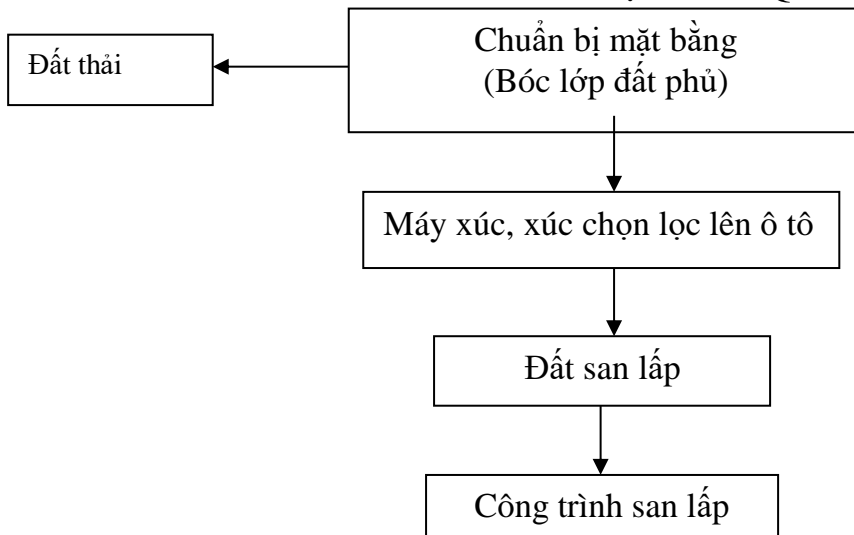 Chuẩn bị mặt bằng
(Bóc lớp đất phủ)
Đất thải
Máy xúc, xúc chọn lọc lên ô tô
Đất san lấp
Công trình san lấp